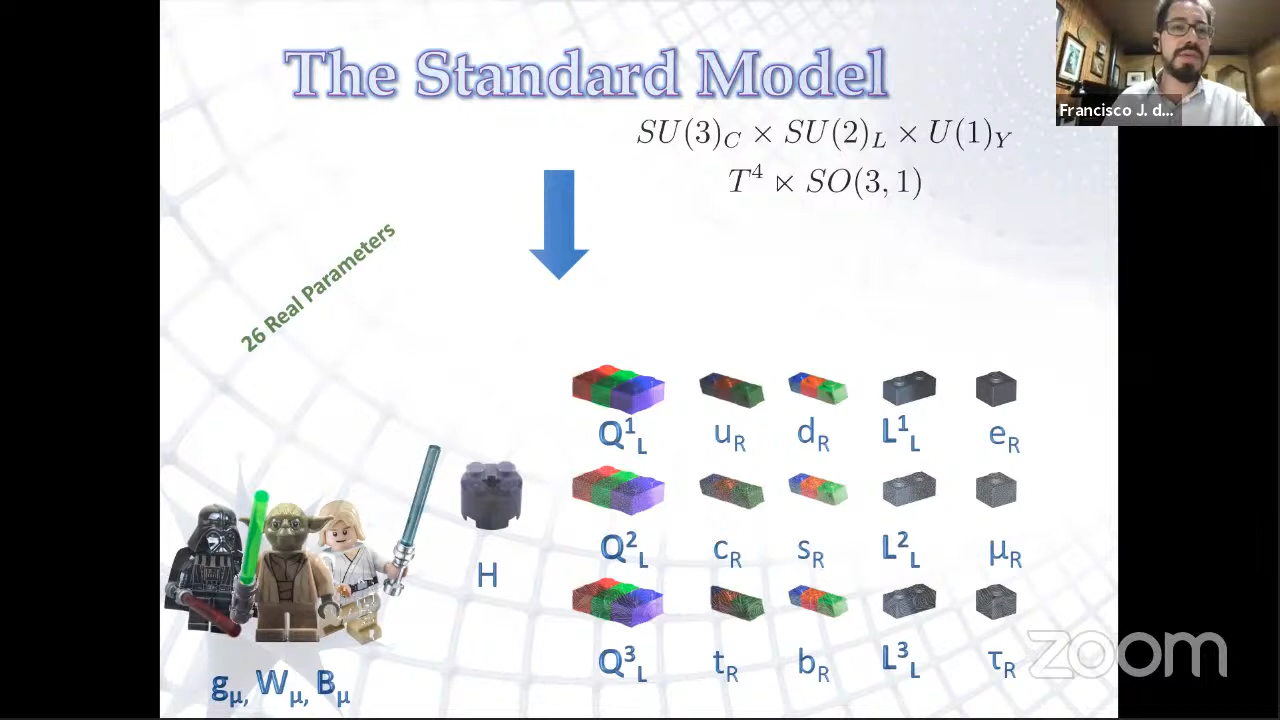 The Standard Model
Francisco J. d...
SU(3)_C × SU(2)_L × U(1)_Y
T^4 ⋉ SO(3, 1)
26 Real Parameters
Q^1_L u_R d_R L^1_L e_R
H
Q^2_L c_R s_R L^2_L μ_R
Q^3_L t_R b_R L^3_L τ_R
g_μ, W_μ, B_μ
zoom